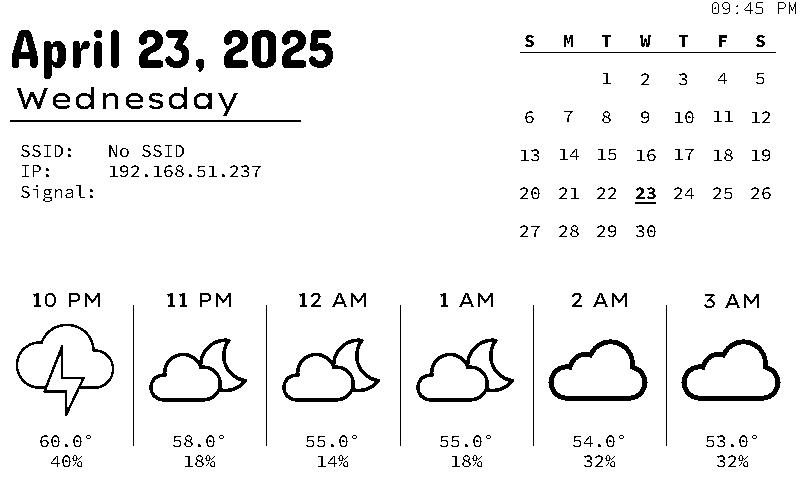 09:45 PM
April 23, 2025
Wednesday
SSID: No SSID
IP: 192.168.51.237
Signal:
S M T W T F S
1 2 3 4 5
6 7 8 9 10 11 12
13 14 15 16 17 18 19
20 21 22 23 24 25 26
27 28 29 30
10 PM 11 PM 12 AM 1 AM 2 AM 3 AM
60.0° 58.0° 55.0° 55.0° 54.0° 53.0°
40% 18% 14% 18% 32% 32%